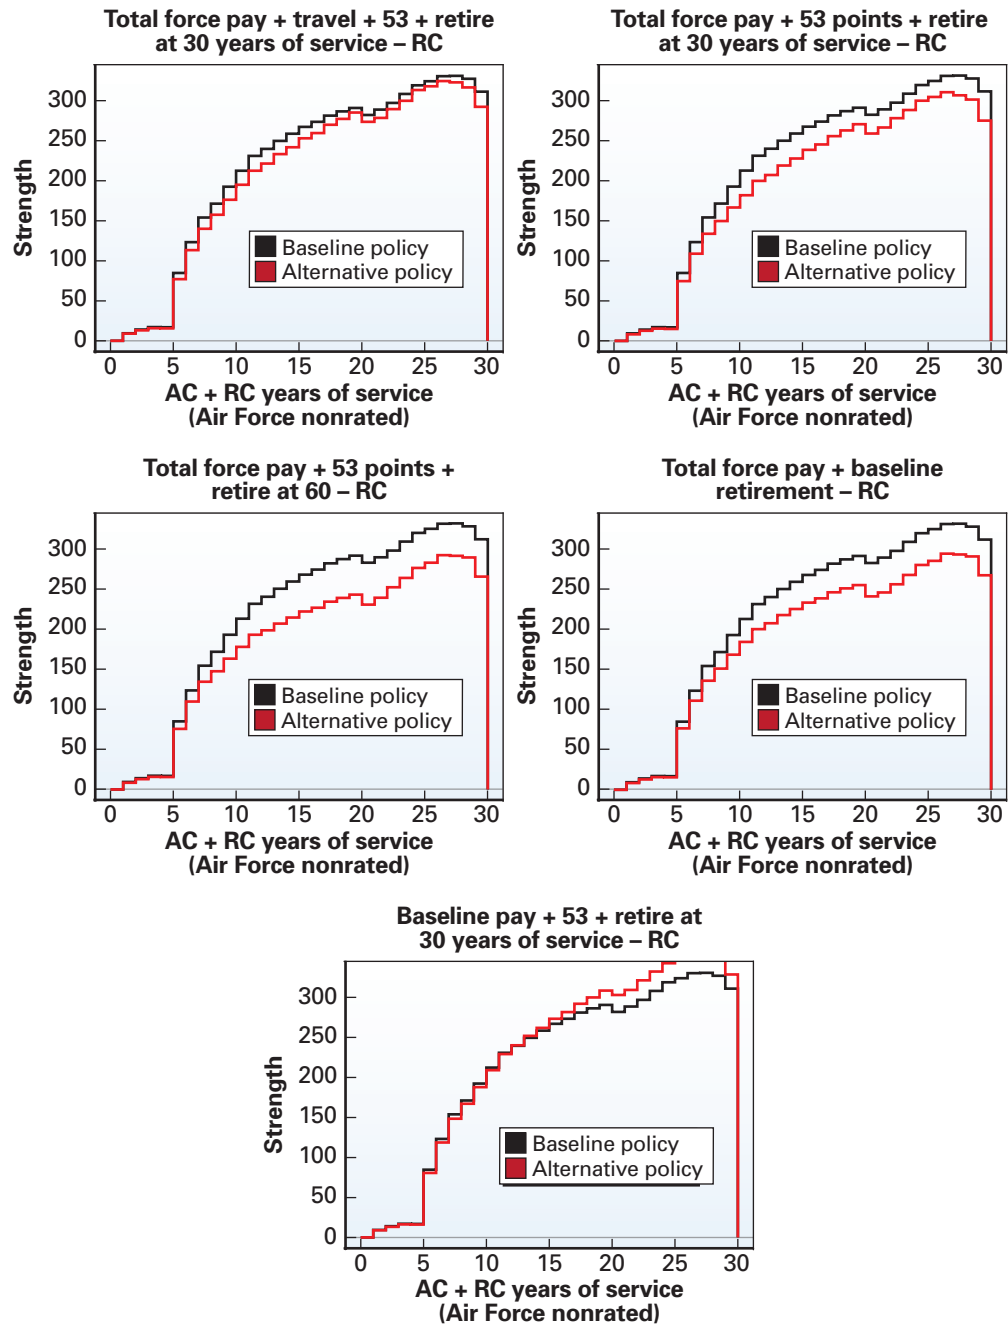 Total force pay + travel + 53 + retire
at 30 years of service – RC
Strength
300
250
200
150
100
50
0
Baseline policy
Alternative policy
0 5 10 15 20 25 30
AC + RC years of service
(Air Force nonrated)
Total force pay + 53 points + retire
at 30 years of service – RC
Strength
300
250
200
150
100
50
0
Baseline policy
Alternative policy
0 5 10 15 20 25 30
AC + RC years of service
(Air Force nonrated)
Total force pay + 53 points +
retire at 60 – RC
Strength
300
250
200
150
100
50
0
Baseline policy
Alternative policy
0 5 10 15 20 25 30
AC + RC years of service
(Air Force nonrated)
Total force pay + baseline
retirement – RC
Strength
300
250
200
150
100
50
0
Baseline policy
Alternative policy
0 5 10 15 20 25 30
AC + RC years of service
(Air Force nonrated)
Baseline pay + 53 + retire at
30 years of service – RC
Strength
300
250
200
150
100
50
0
Baseline policy
Alternative policy
0 5 10 15 20 25 30
AC + RC years of service
(Air Force nonrated)